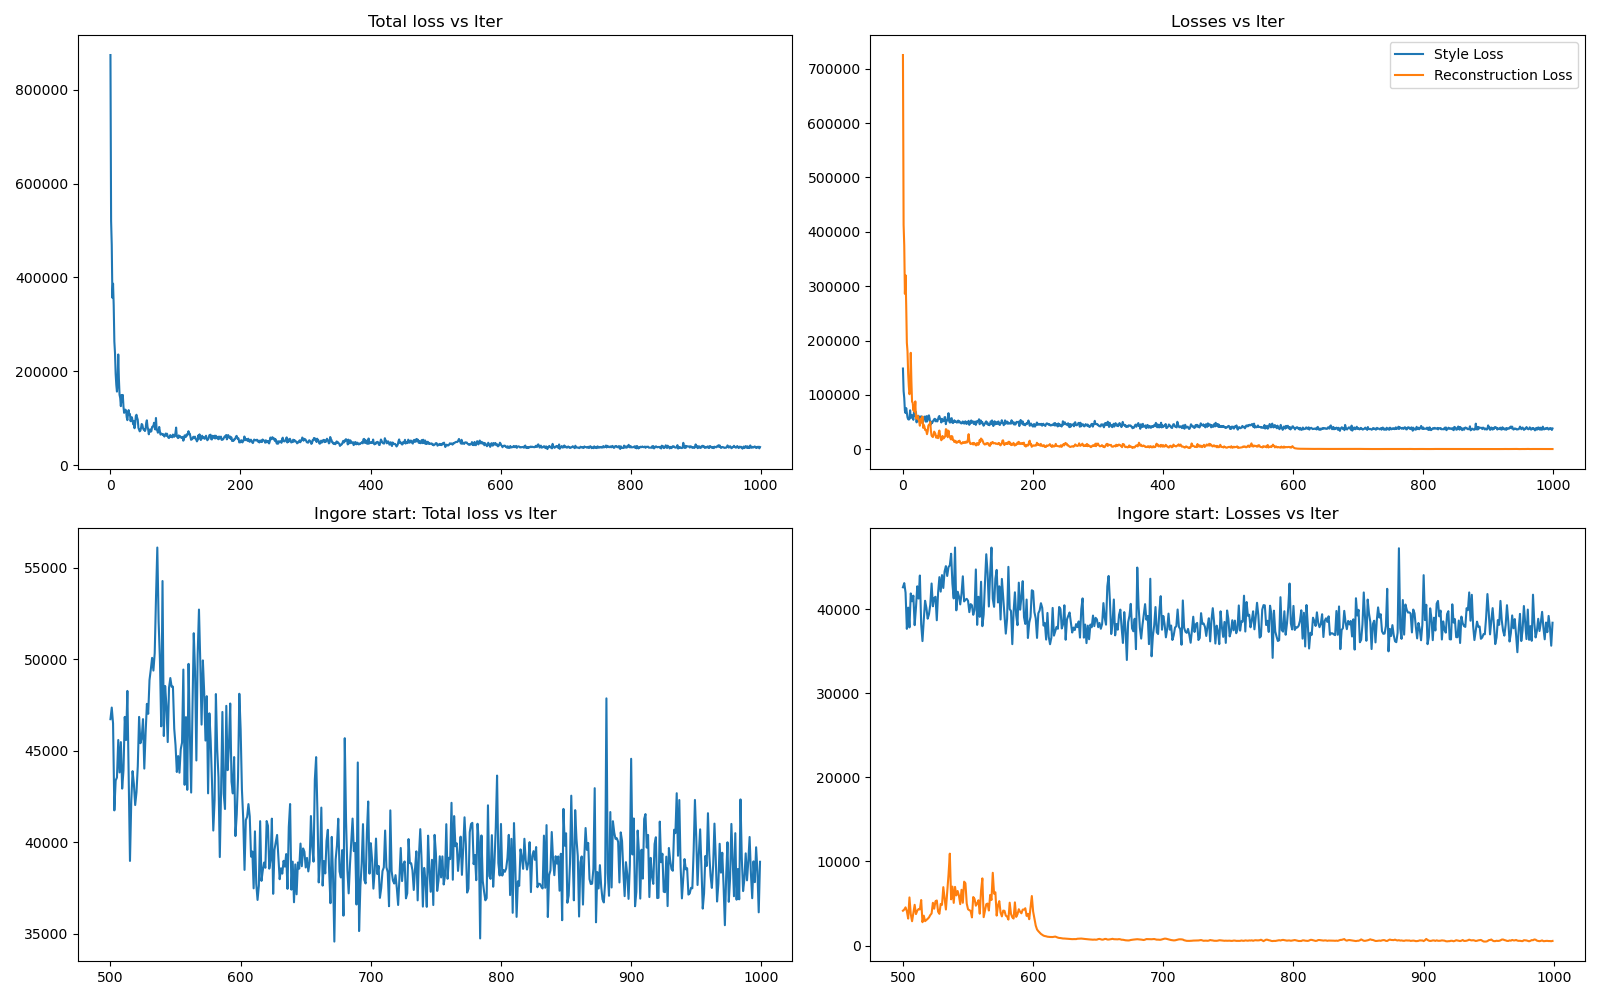 Total loss vs Iter
800000
600000
400000
200000
0
0 200 400 600 800 1000
Losses vs Iter
Style Loss
Reconstruction Loss
700000
600000
500000
400000
300000
200000
100000
0
0 200 400 600 800 1000
Ingore start: Total loss vs Iter
55000
50000
45000
40000
35000
500 600 700 800 900 1000
Ingore start: Losses vs Iter
40000
30000
20000
10000
0
500 600 700 800 900 1000